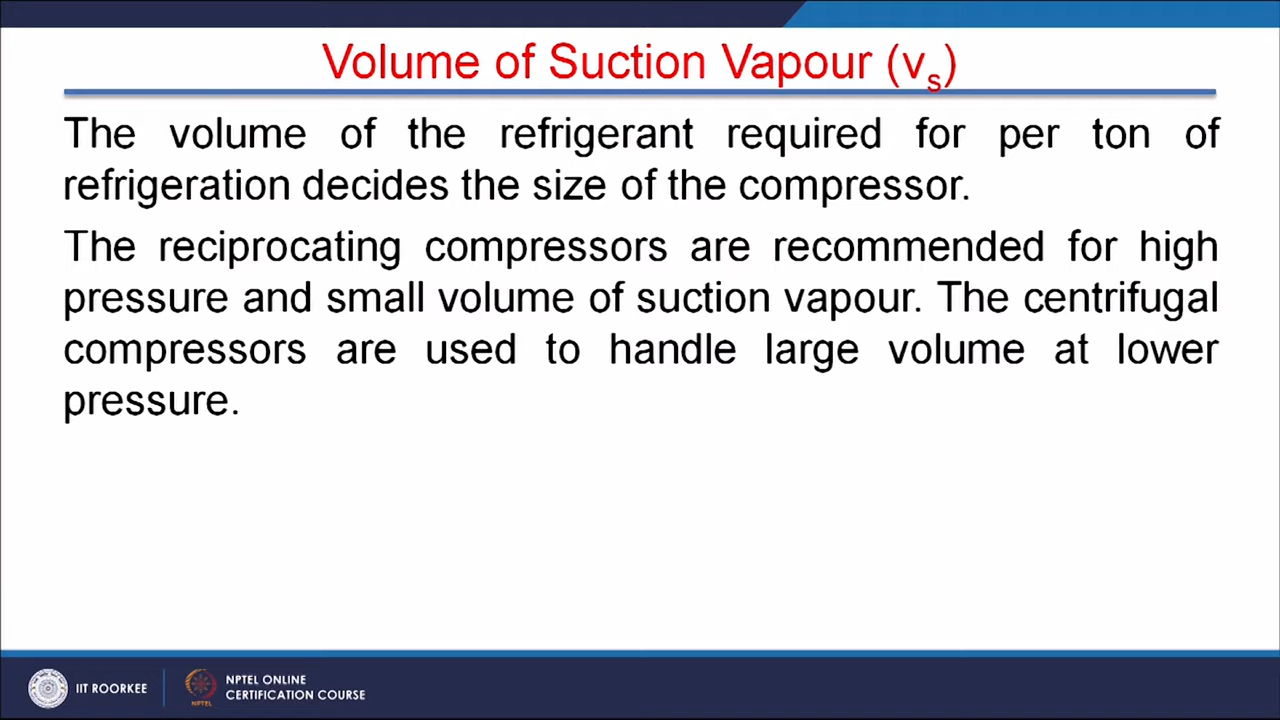 Volume of Suction Vapour (vs)
The volume of the refrigerant required for per ton of
refrigeration decides the size of the compressor.
The reciprocating compressors are recommended for high
pressure and small volume of suction vapour. The centrifugal
compressors are used to handle large volume at lower
pressure.
IIT ROORKEE
NPTEL
NPTEL ONLINE
CERTIFICATION COURSE